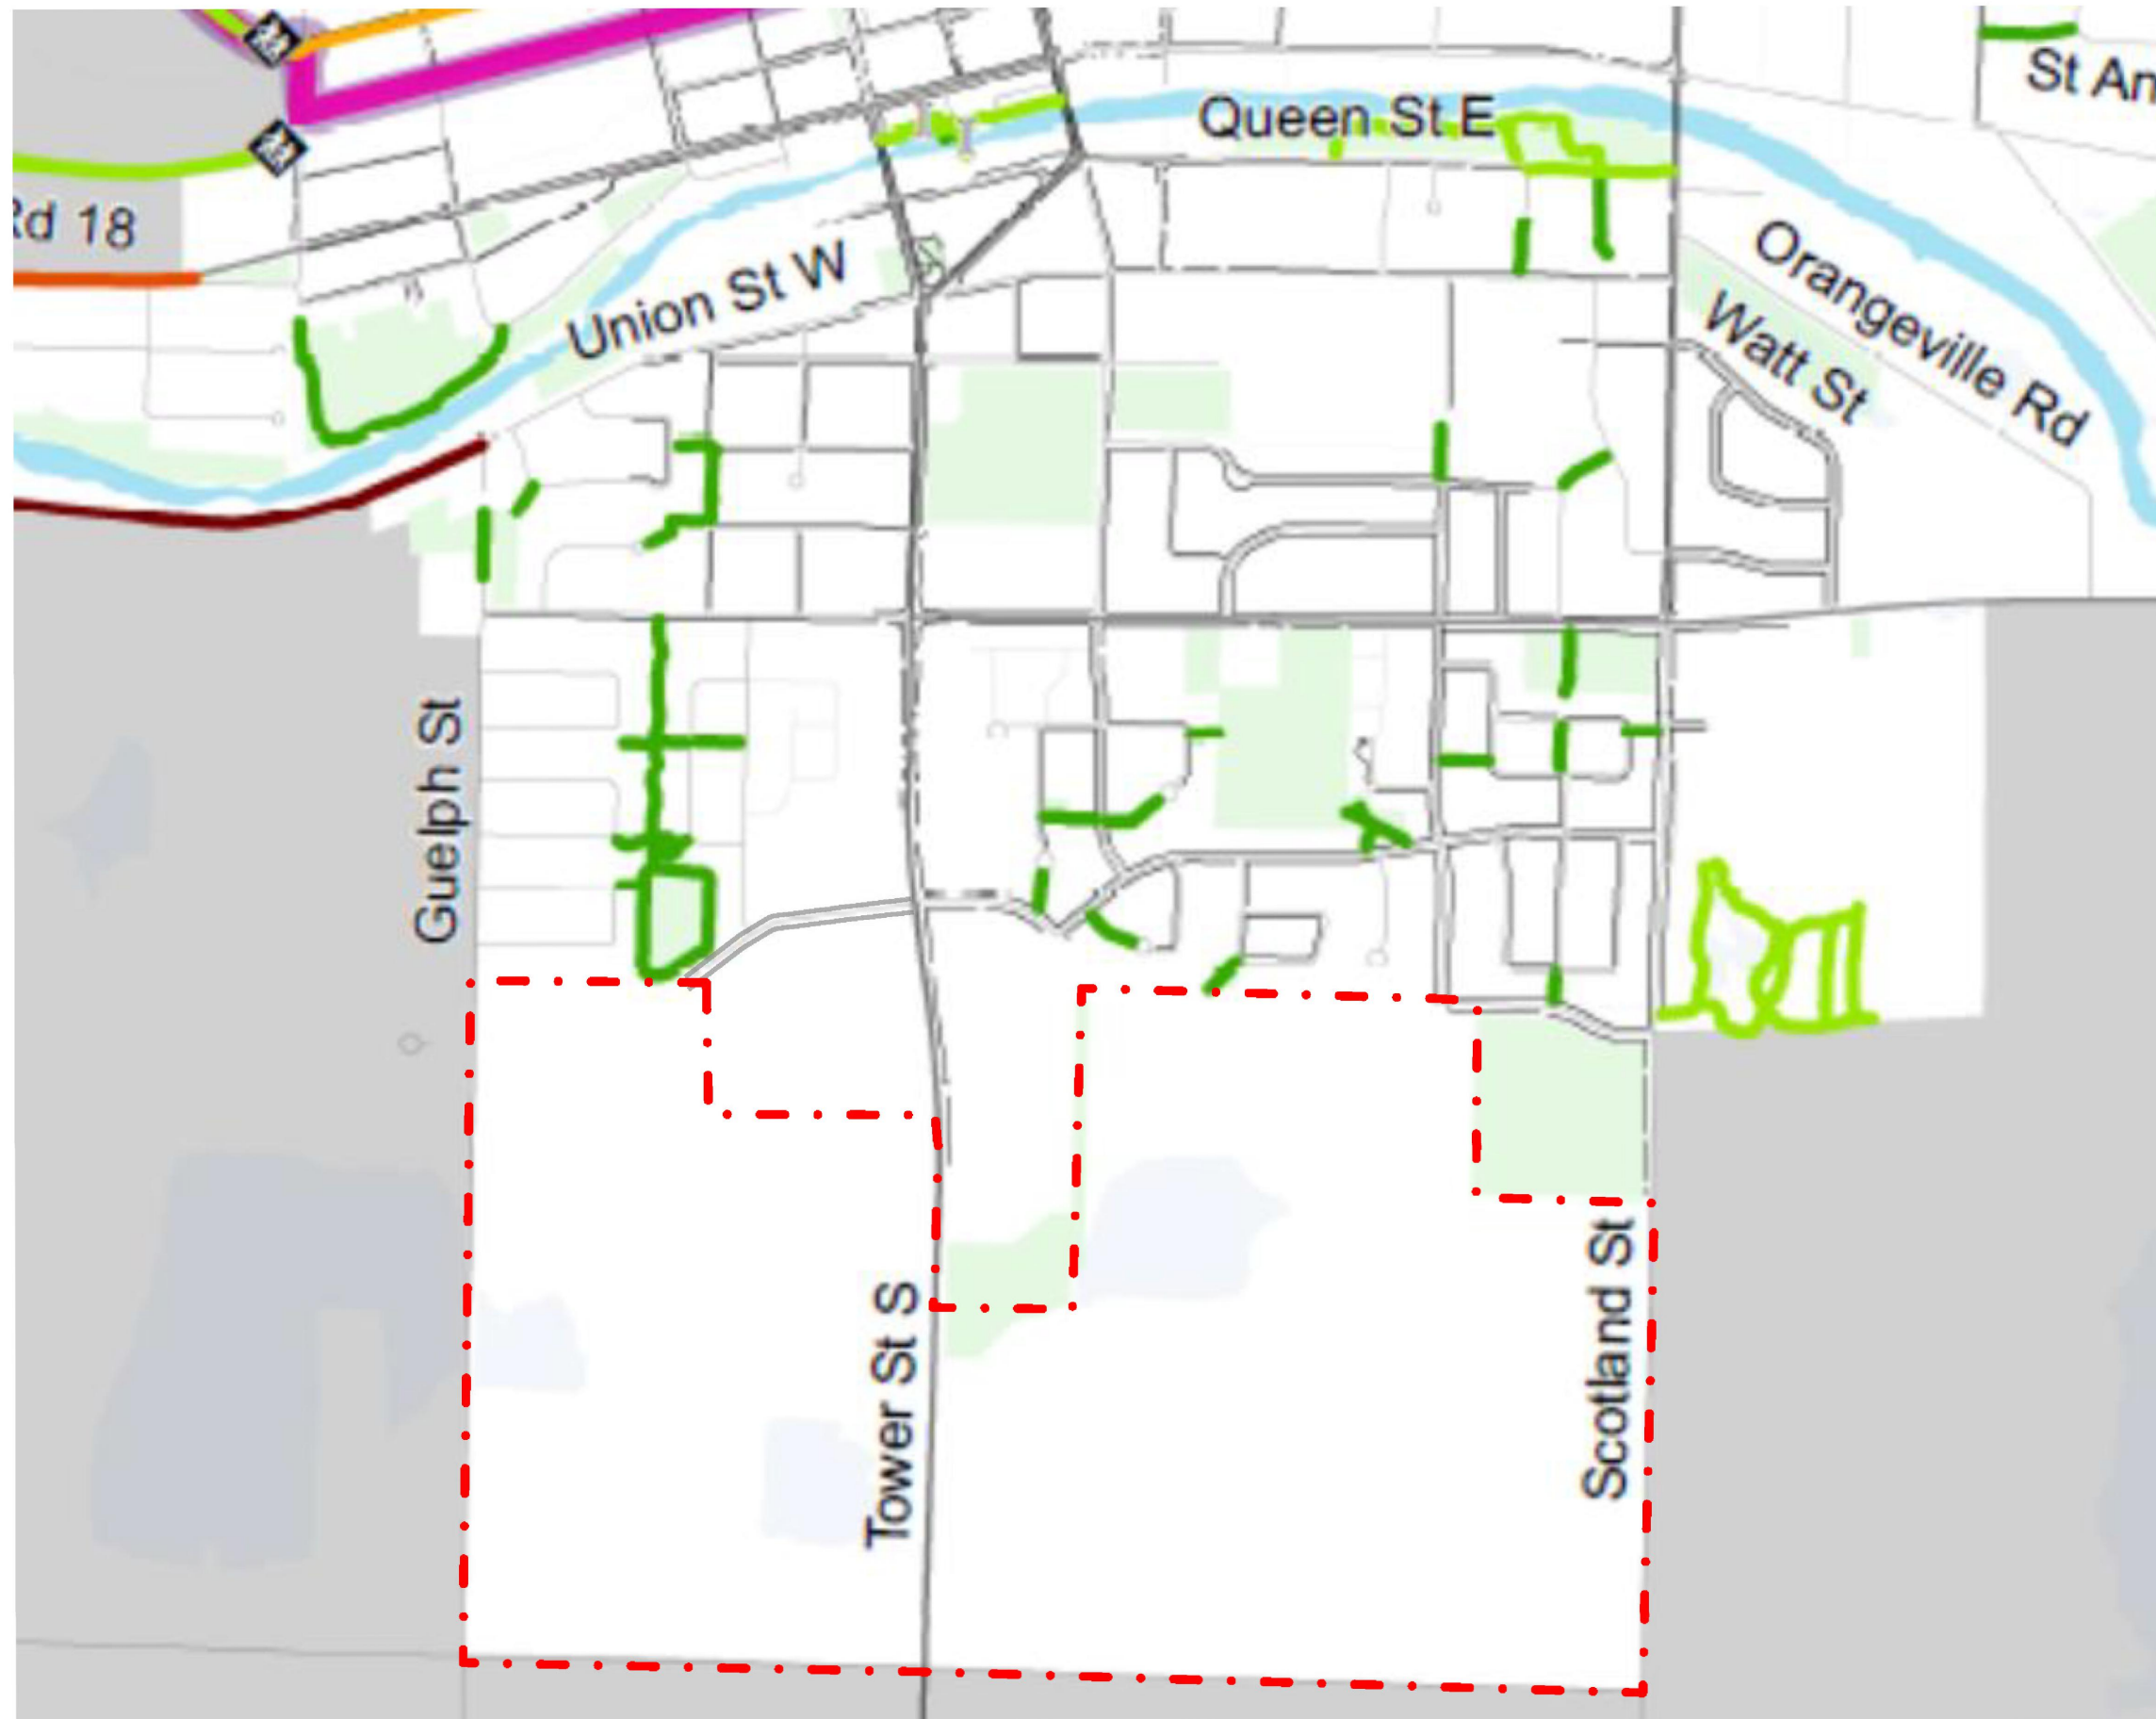 St An
Queen St E
Rd 18
Union St W
Orangeville Rd
Watt St
Guelph St
Tower St S
Scotland St